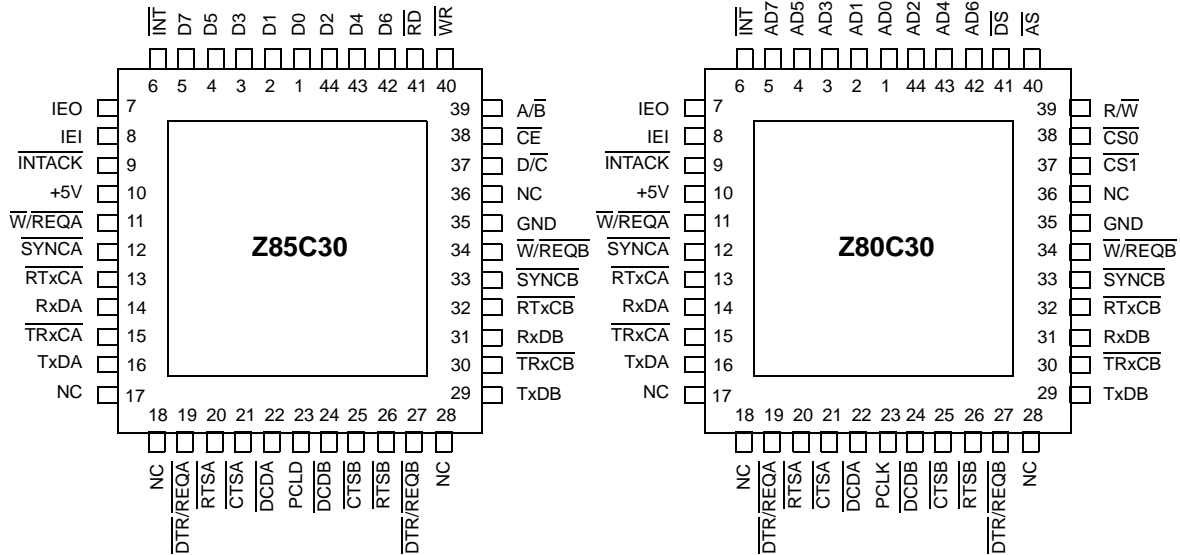 INT D7 D5 D3 D1 D0 D2 D4 D6 RD WR
6 5 4 3 2 1 44 43 42 41 40
IEO 7 39 A/B
IEI 8 38 CE
INTACK 9 37 D/C
+5V 10 36 NC
W/REQA 11 35 GND
SYNCA 12 34 W/REQB
RTxCA 13 33 SYNCB
RxDA 14 32 RTxCB
TRxCA 15 31 RxDB
TxDA 16 30 TRxCB
NC 17 29 TxDB
Z85C30
18 19 20 21 22 23 44 25 26 27 28
NC DTR/REQA RTSA CTSA DCDA PCLD DCDB CTSB RTSB DTR/REQB NC
INT AD7 AD5 AD3 AD1 AD0 AD2 AD4 AD6 DS AS
6 5 4 3 2 1 44 43 42 41 40
IEO 7 39 R/W
IEI 8 38 CS0
INTACK 9 37 CS1
+5V 10 36 NC
W/REQA 11 35 GND
SYNCA 12 34 W/REQB
RTxCA 13 33 SYNCB
RxDA 14 32 RTxCB
TRxCA 15 31 RxDB
TxDA 16 30 TRxCB
NC 17 29 TxDB
Z80C30
18 19 20 21 22 23 24 25 26 27 28
NC DTR/REQA RTSA CTSA DCDA PCLK DCDB CTSB RTSB DTR/REQB NC